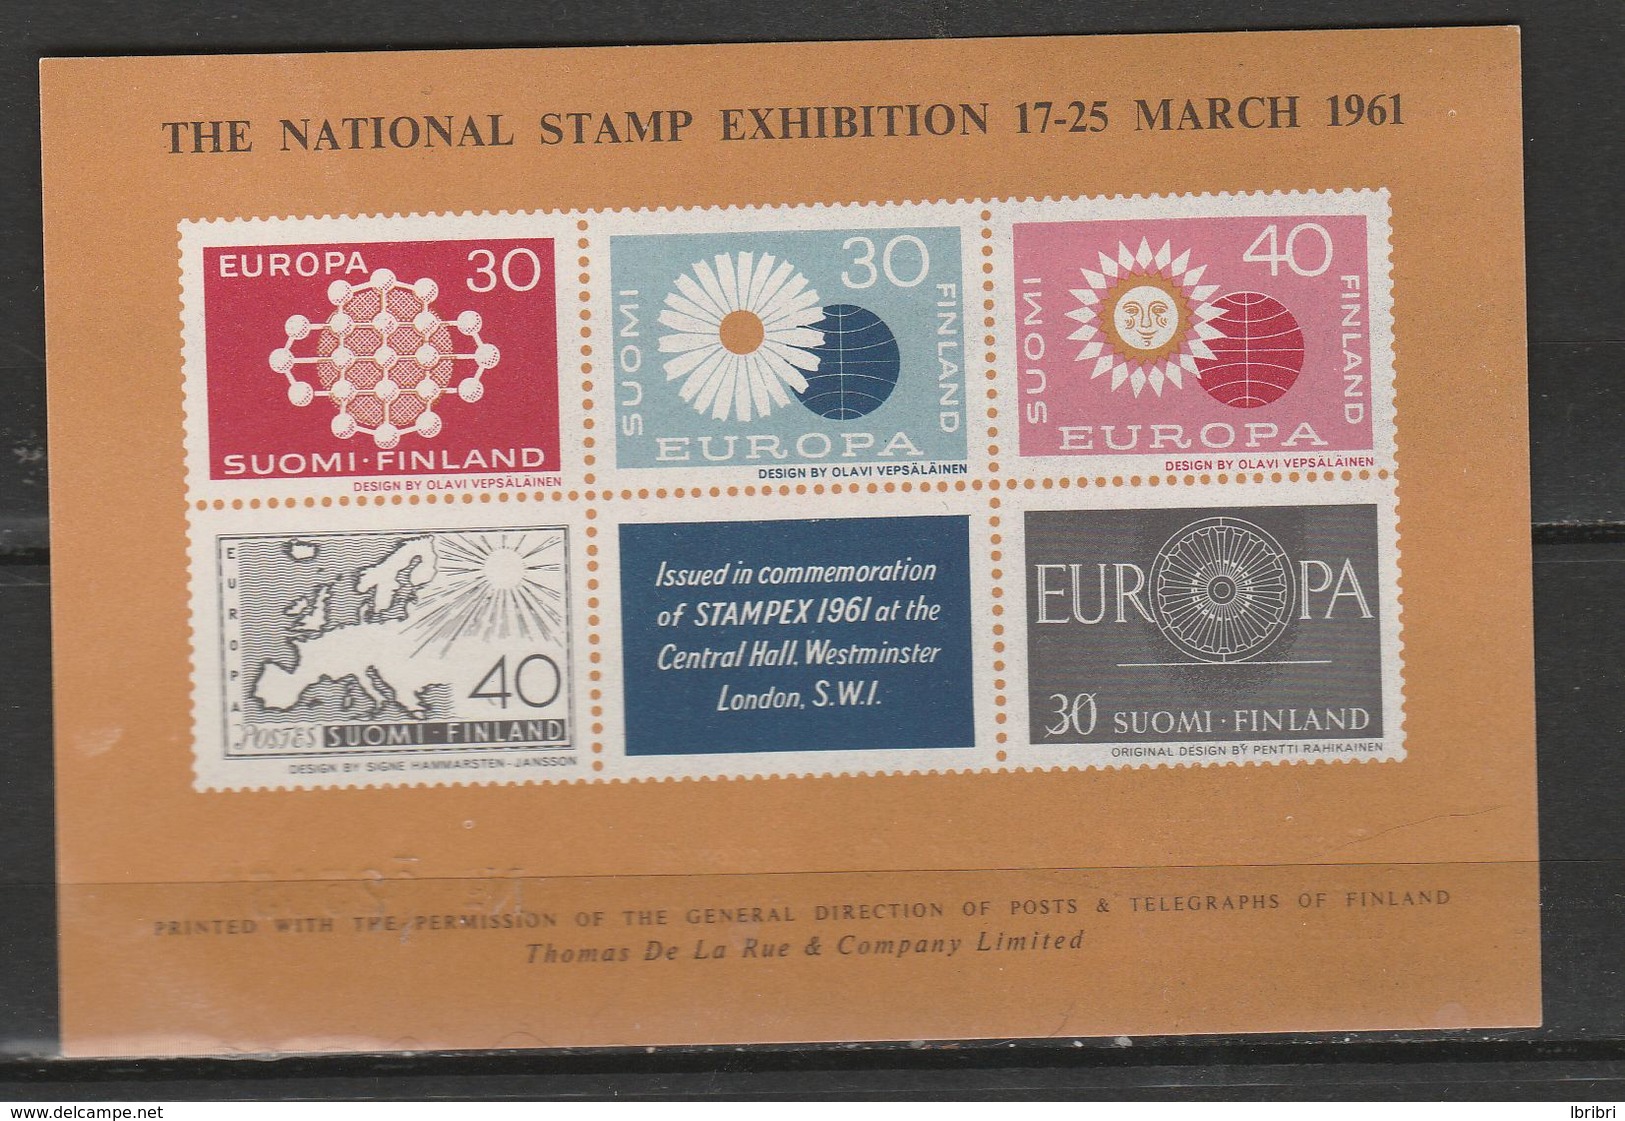 THE NATIONAL STAMP EXHIBITION 17-25 MARCH 1961
EUROPA 30
SUOMI·FINLAND
DESIGN BY OLAVI VEPSÄLÄINEN
30
SUOMI
FINLAND
EUROPA
DESIGN BY OLAVI VEPSÄLÄINEN
40
SUOMI
FINLAND
EUROPA
DESIGN BY OLAVI VEPSÄLÄINEN
EUROPA
40
POSTES SUOMI·FINLAND
DESIGN BY SIGNE HAMMARSTEN-JANSSON
Issued in commemoration
of STAMPEX 1961 at the
Central Hall, Westminster
London, S.W.I.
EUROPA
30 SUOMI·FINLAND
ORIGINAL DESIGN BY PENTTI RAHIKAINEN
PRINTED WITH THE PERMISSION OF THE GENERAL DIRECTION OF POSTS & TELEGRAPHS OF FINLAND
Thomas De La Rue & Company Limited
www.delcampe.net
lbribri